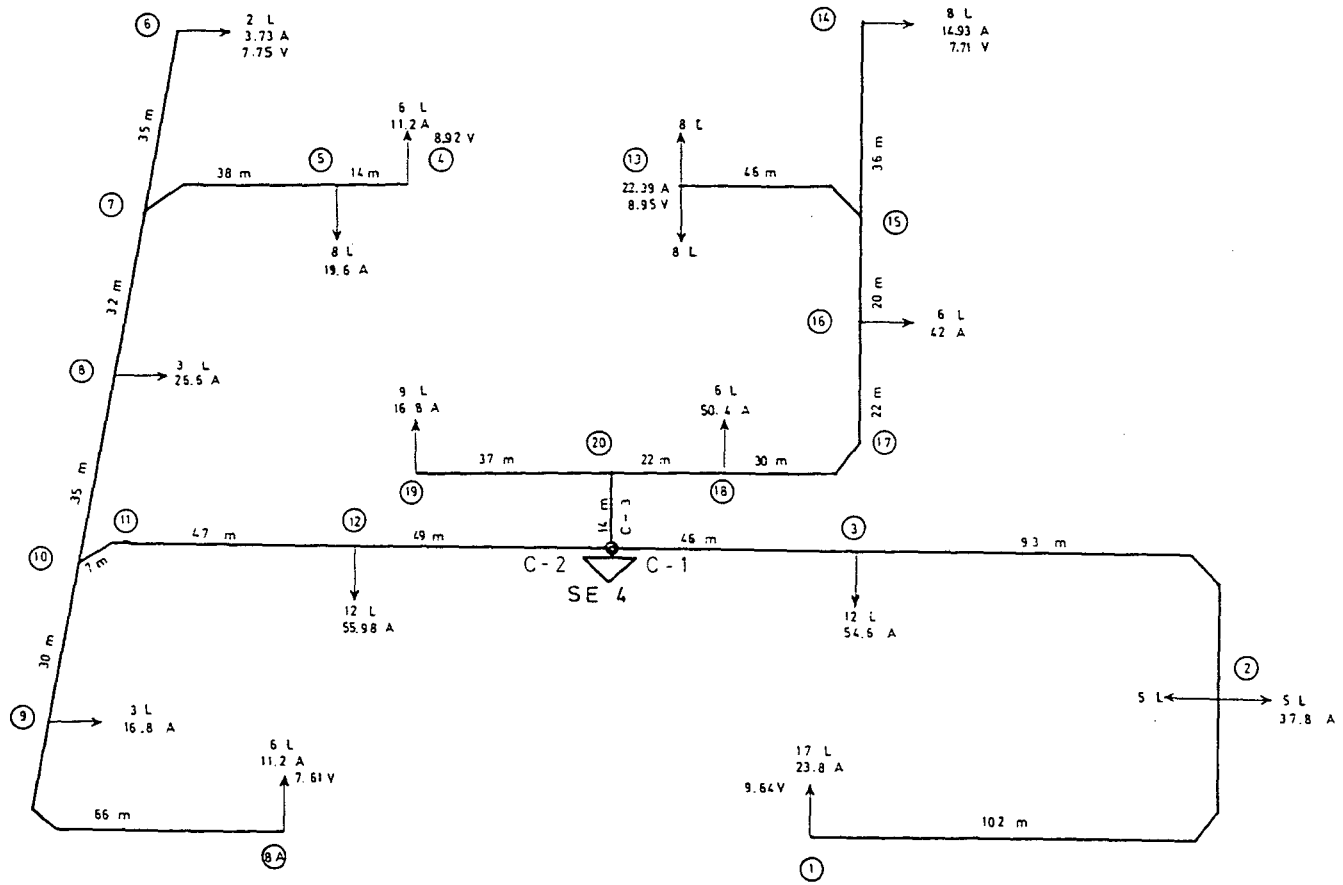 6
2 L
3.73 A
7.75 V
14
8 L
14.93 A
7.71 V
35 m
6 L
11.2 A
8.92 V
5
4
38 m
14 m
8 L
19.6 A
7
8 L
13
46 m
22.39 A
8.95 V
8 L
36 m
15
32 m
20 m
16
6 L
42 A
8
3 L
25.5 A
22 m
9 L
16.8 A
6 L
50.4 A
17
20
37 m
22 m
30 m
19
18
35 m
14 m
C-3
11
47 m
12
49 m
46 m
3
93 m
10
7 m
C-2
C-1
SE 4
12 L
55.98 A
12 L
54.6 A
30 m
2
5 L
5 L
37.8 A
9
3 L
16.8 A
6 L
11.2 A
7.61 V
17 L
23.8 A
9.64 V
66 m
102 m
8A
1